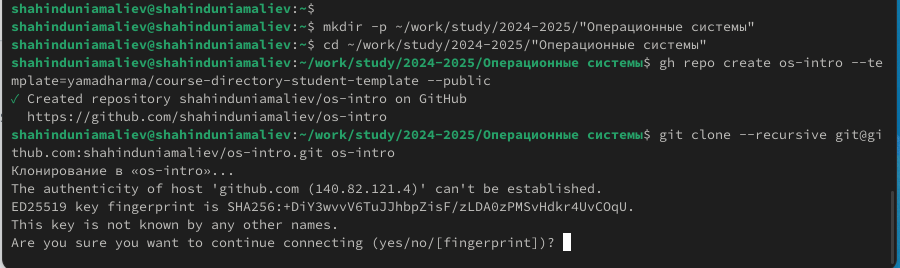 shahinduniamaliev@shahinduniamaliev:~$
shahinduniamaliev@shahinduniamaliev:~$ mkdir -p ~/work/study/2024-2025/"Операционные системы"
shahinduniamaliev@shahinduniamaliev:~$ cd ~/work/study/2024-2025/"Операционные системы"
shahinduniamaliev@shahinduniamaliev:~/work/study/2024-2025/Операционные системы$ gh repo create os-intro --te
mplate=yamadharma/course-directory-student-template --public
✓ Created repository shahinduniamaliev/os-intro on GitHub
https://github.com/shahinduniamaliev/os-intro
shahinduniamaliev@shahinduniamaliev:~/work/study/2024-2025/Операционные системы$ git clone --recursive git@gi
thub.com:shahinduniamaliev/os-intro.git os-intro
Клонирование в «os-intro»...
The authenticity of host 'github.com (140.82.121.4)' can't be established.
ED25519 key fingerprint is SHA256:+DiY3wvvV6TuJJhbpZisF/zLDA0zPMSvHdkr4UvCOqU.
This key is not known by any other names.
Are you sure you want to continue connecting (yes/no/[fingerprint])?